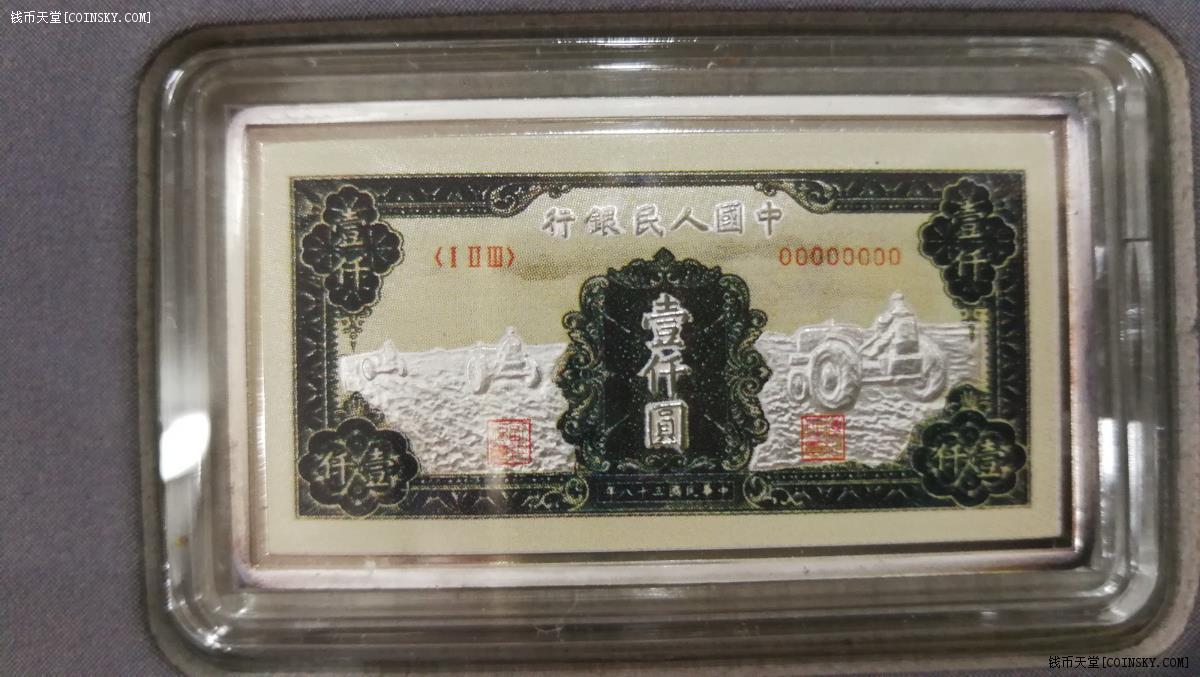 钱币天堂[COINSKY.COM]
行銀民人國中
壹仟
壹仟
〈I II III〉
00000000
壹仟圓
仟壹
仟壹
年八十三國民華中
钱币天堂[COINSKY.COM]